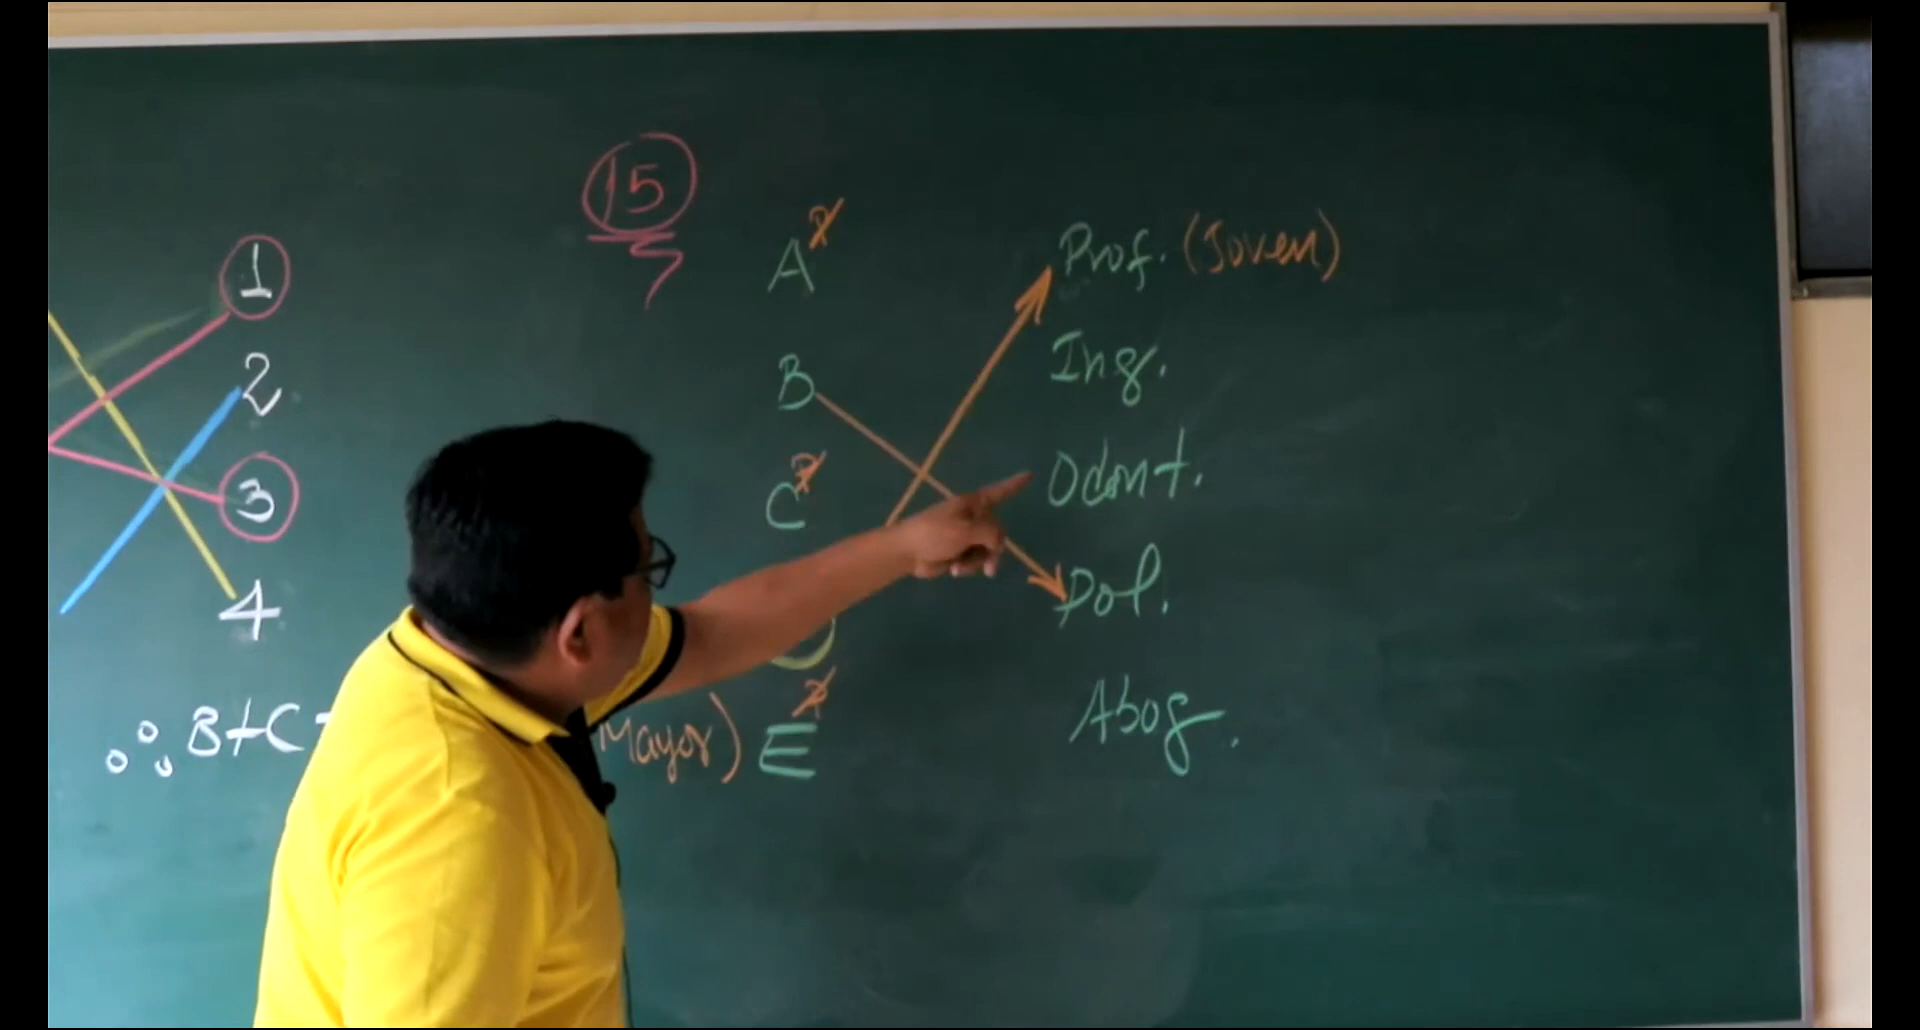 15
1
2
3
4
B+C
A
B
C
E
Mayor)
Prof. (Joven)
Ing.
Odont.
Pol.
Abog.